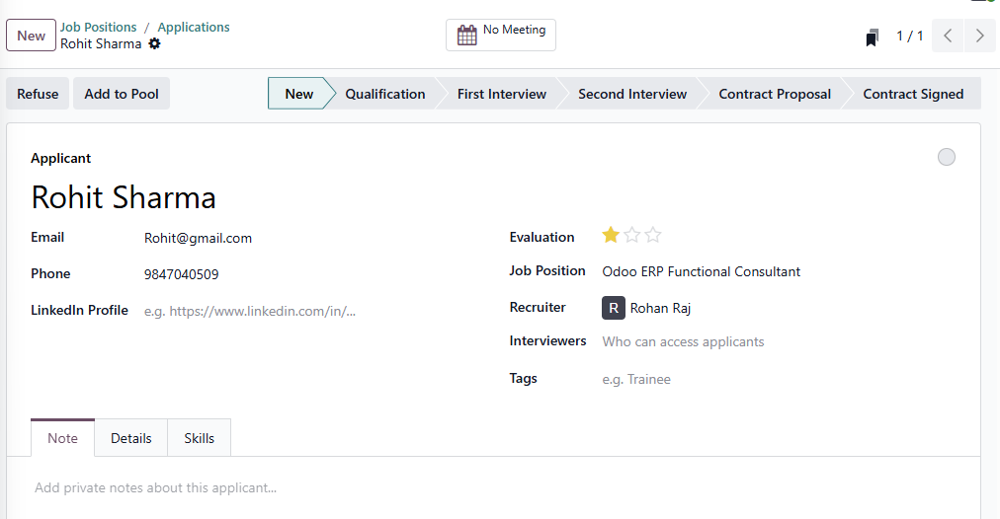 New
Job Positions / Applications
Rohit Sharma
No Meeting
1 / 1
Refuse
Add to Pool
New
Qualification
First Interview
Second Interview
Contract Proposal
Contract Signed
Applicant
Rohit Sharma
Email Rohit@gmail.com
Phone 9847040509
LinkedIn Profile e.g. https://www.linkedin.com/in/...
Evaluation
Job Position Odoo ERP Functional Consultant
Recruiter R Rohan Raj
Interviewers Who can access applicants
Tags e.g. Trainee
Note
Details
Skills
Add private notes about this applicant...